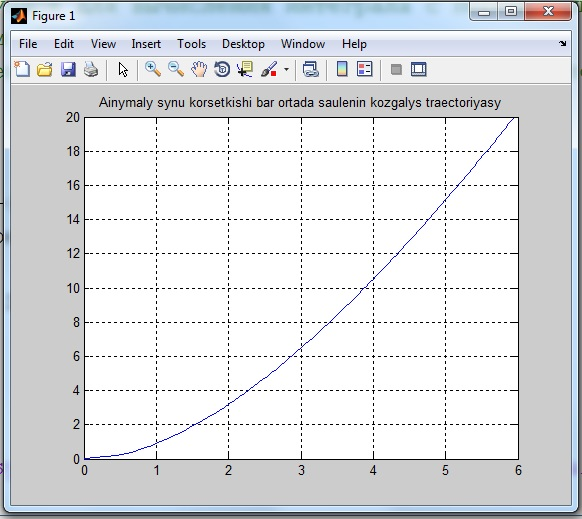 Figure 1
File Edit View Insert Tools Desktop Window Help
Ainymaly synu korsetkishi bar ortada saulenin kozgalys traectoriyasy
20
18
16
14
12
10
8
6
4
2
0
0 1 2 3 4 5 6